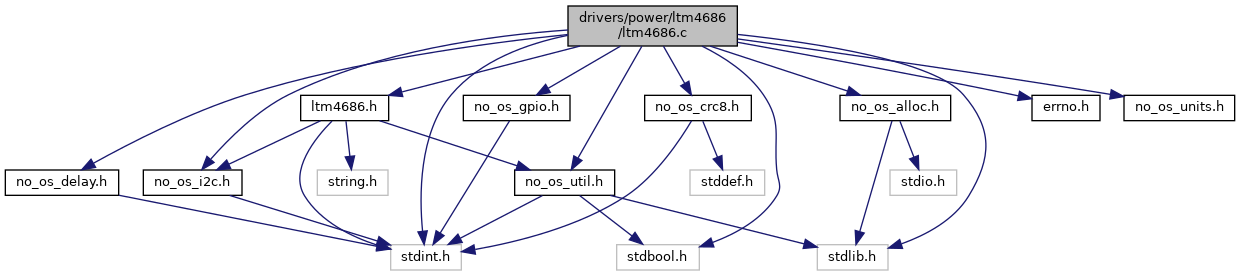 drivers/power/ltm4686
/ltm4686.c
ltm4686.h
no_os_gpio.h
no_os_crc8.h
no_os_alloc.h
errno.h
no_os_units.h
no_os_delay.h
no_os_i2c.h
string.h
no_os_util.h
stddef.h
stdio.h
stdint.h
stdbool.h
stdlib.h